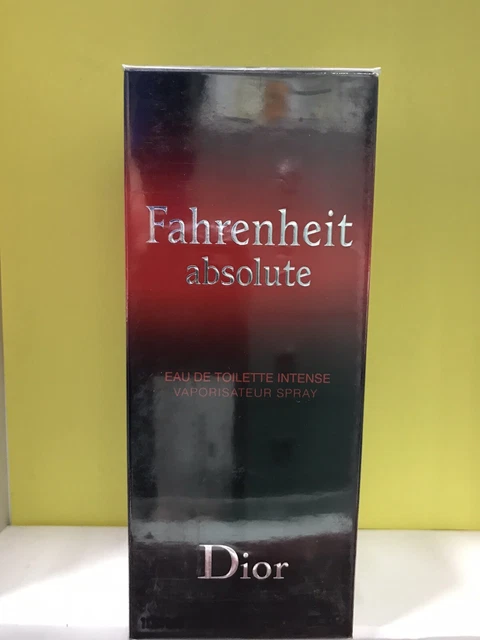 Fahrenheit
absolute
EAU DE TOILETTE INTENSE
VAPORISATEUR SPRAY
Dior